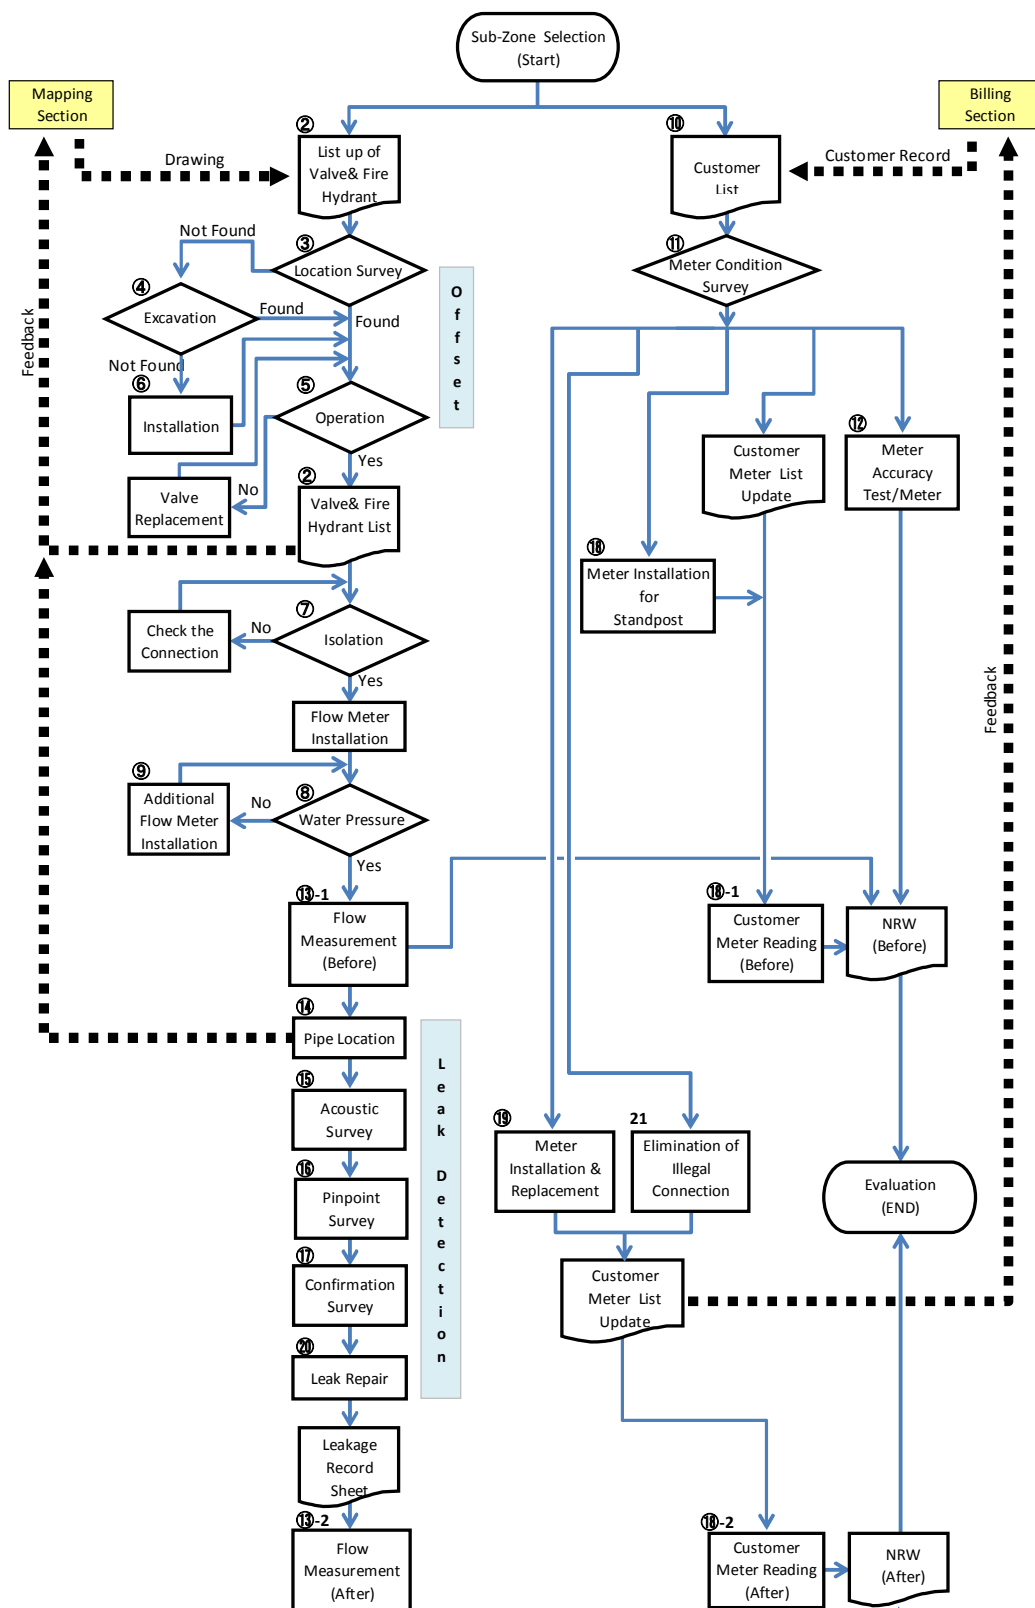 Sub-Zone Selection
(Start)
Mapping
Section
Billing
Section
②
List up of
Valve& Fire
Hydrant
Drawing
⑩
Customer
List
Customer Record
Not Found
③
Location Survey
⑪
Meter Condition
Survey
④
Excavation
Found
Found
Feedback
Offset
Not Found
⑥
Installation
⑤
Operation
Yes
No
Valve
Replacement
②
Valve& Fire
Hydrant List
Customer
Meter List
Update
⑫
Meter
Accuracy
Test/Meter
⑱
Meter Installation
for
Standpost
⑦
Isolation
No
Check the
Connection
Yes
Flow Meter
Installation
Feedback
⑨
Additional
Flow Meter
Installation
No
⑧
Water Pressure
Yes
⑬-1
Flow
Measurement
(Before)
⑱-1
Customer
Meter Reading
(Before)
NRW
(Before)
⑭
Pipe Location
Leak Detection
⑮
Acoustic
Survey
⑯
Pinpoint
Survey
⑰
Confirmation
Survey
⑳
Leak Repair
Leakage
Record
Sheet
⑬-2
Flow
Measurement
(After)
⑲
Meter
Installation &
Replacement
21
Elimination of
Illegal
Connection
Evaluation
(END)
Customer
Meter List
Update
⑱-2
Customer
Meter Reading
(After)
NRW
(After)